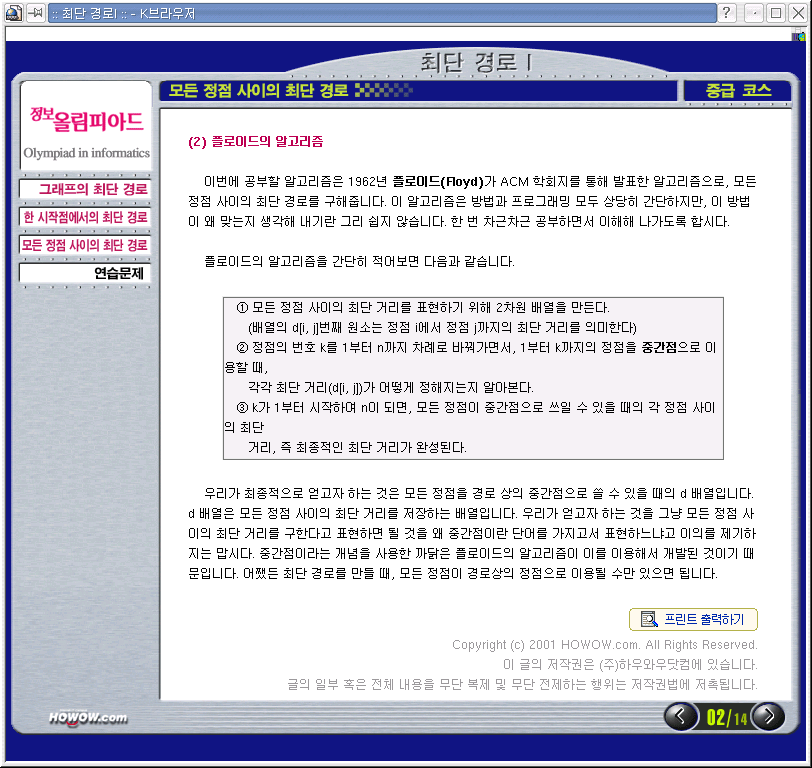 :: 최단 경로I :: - K브라우저
최단 경로 I
정보올림피아드
Olympiad in informatics
그래프의 최단 경로
한 시작점에서의 최단 경로
모든 정점 사이의 최단 경로
연습문제
모든 정점 사이의 최단 경로
중급 코스
(2) 플로이드의 알고리즘
이번에 공부할 알고리즘은 1962년 플로이드(Floyd)가 ACM 학회지를 통해 발표한 알고리즘으로, 모든
정점 사이의 최단 경로를 구해줍니다. 이 알고리즘은 방법과 프로그래밍 모두 상당히 간단하지만, 이 방법
이 왜 맞는지 생각해 내기란 그리 쉽지 않습니다. 한 번 차근차근 공부하면서 이해해 나가도록 합시다.
플로이드의 알고리즘을 간단히 적어보면 다음과 같습니다.
① 모든 정점 사이의 최단 거리를 표현하기 위해 2차원 배열을 만든다.
(배열의 d[i, j]번째 원소는 정점 i에서 정점 j까지의 최단 거리를 의미한다)
② 정점의 번호 k를 1부터 n까지 차례로 바꿔가면서, 1부터 k까지의 정점을 중간점으로 이
용할 때,
각각 최단 거리(d[i, j])가 어떻게 정해지는지 알아본다.
③ k가 1부터 시작하여 n이 되면, 모든 정점이 중간점으로 쓰일 수 있을 때의 각 정점 사이
의 최단
거리, 즉 최종적인 최단 거리가 완성된다.
우리가 최종적으로 얻고자 하는 것은 모든 정점을 경로 상의 중간점으로 쓸 수 있을 때의 d 배열입니다.
d 배열은 모든 정점 사이의 최단 거리를 저장하는 배열입니다. 우리가 얻고자 하는 것을 그냥 모든 정점 사
이의 최단 거리를 구한다고 표현하면 될 것을 왜 중간점이란 단어를 가지고서 표현하느냐고 이의를 제기하
지는 맙시다. 중간점이라는 개념을 사용한 까닭은 플로이드의 알고리즘이 이를 이용해서 개발된 것이기 때
문입니다. 어쨌든 최단 경로를 만들 때, 모든 정점이 경로상의 정점으로 이용될 수만 있으면 됩니다.
프린트 출력하기
Copyright (c) 2001 HOWOW.com. All Rights Reserved.
이 글의 저작권은 (주)하우와우닷컴에 있습니다.
글의 일부 혹은 전체 내용을 무단 복제 및 무단 전제하는 행위는 저작권법에 저촉됩니다.
HOWOW.com
02/14